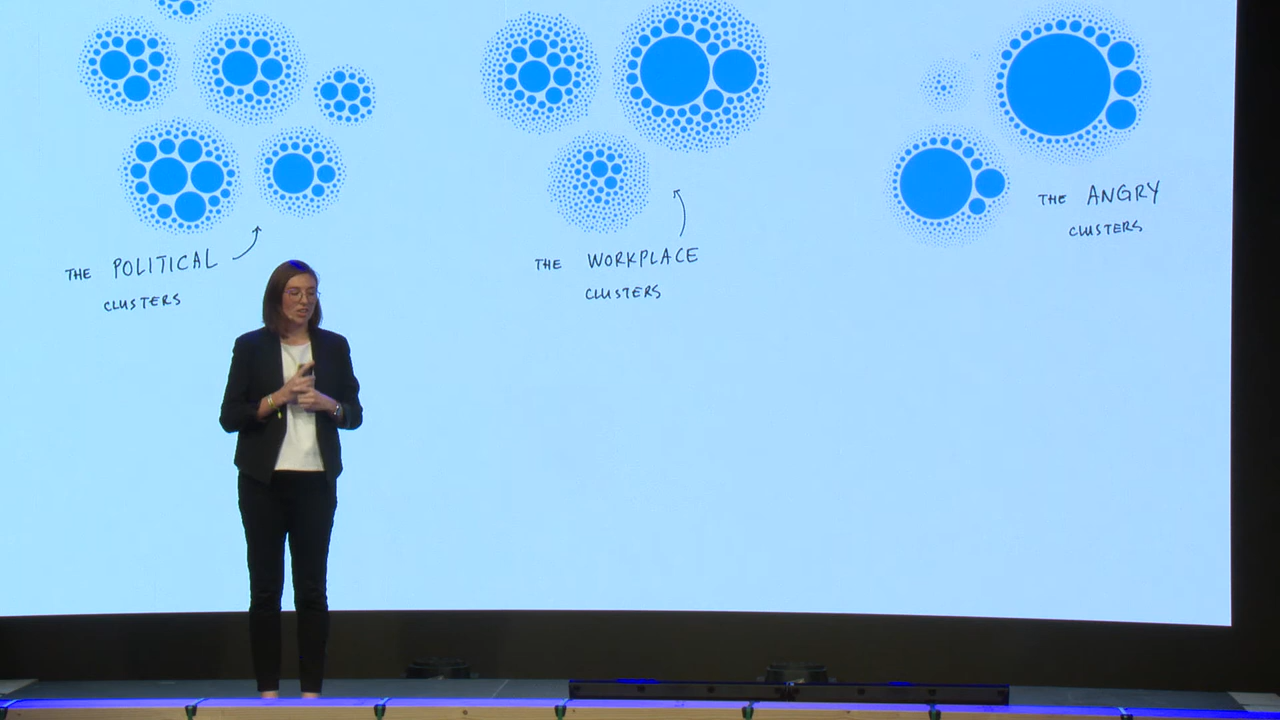 THE POLITICAL
CLUSTERS
THE WORKPLACE
CLUSTERS
THE ANGRY
CLUSTERS